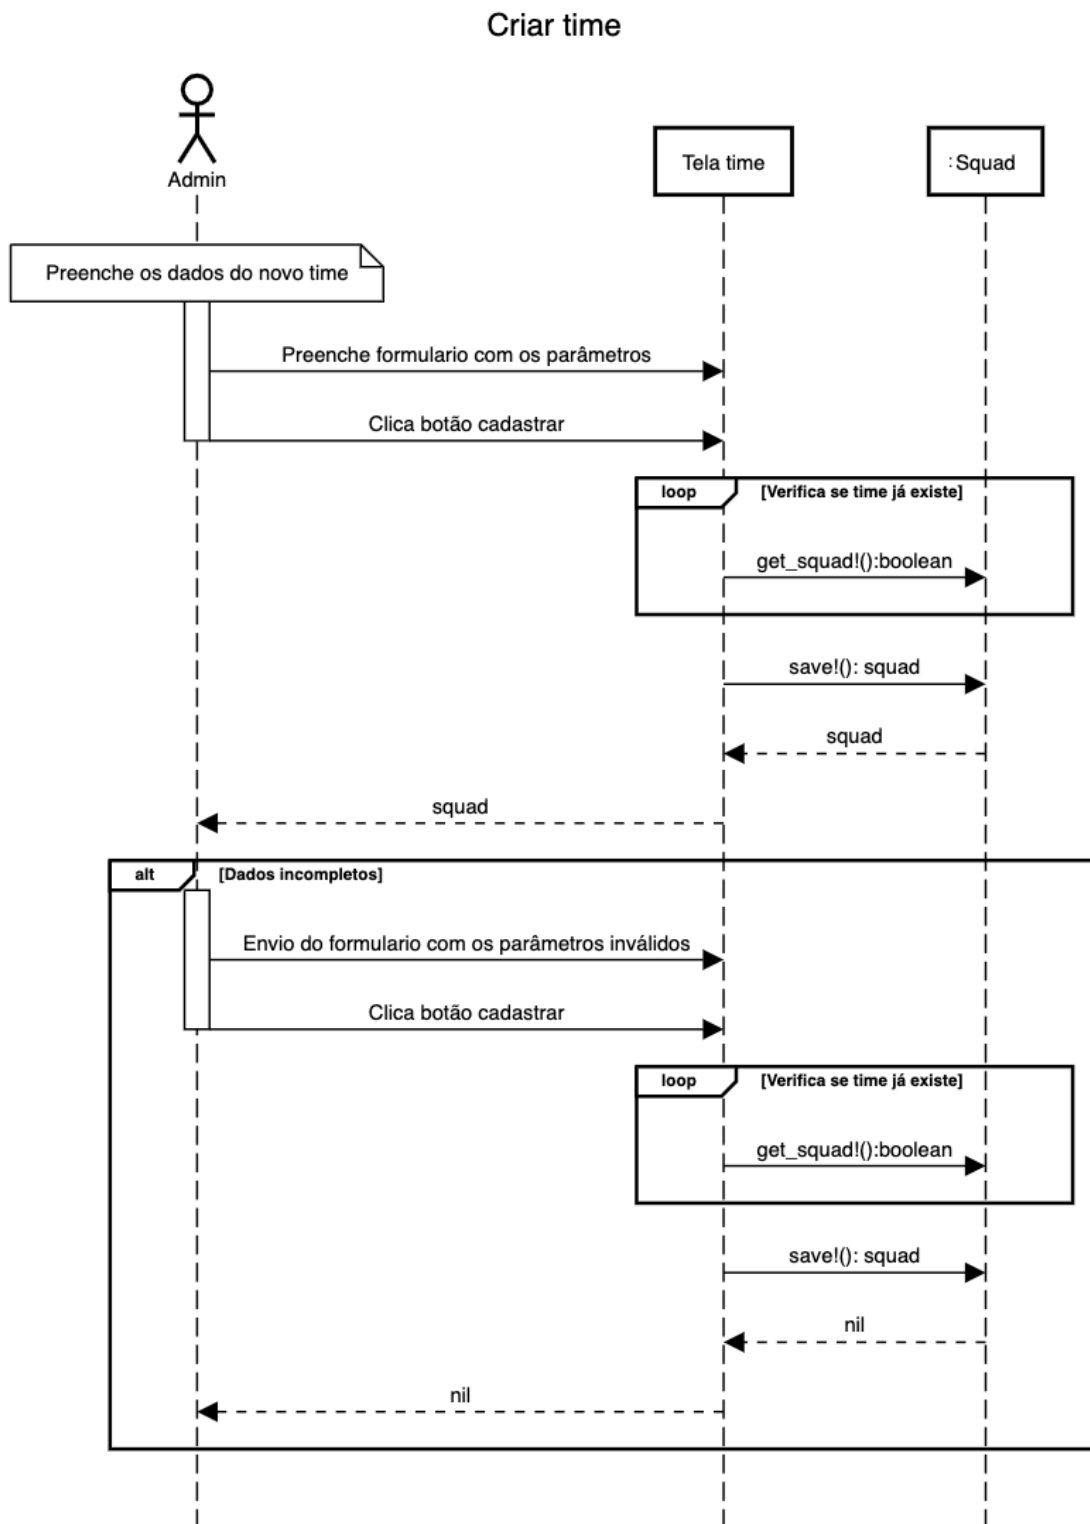 Criar time
Admin
Tela time
:Squad
Preenche os dados do novo time
Preenche formulario com os parâmetros
Clica botão cadastrar
loop
[Verifica se time já existe]
get_squad!():boolean
save!(): squad
squad
squad
alt
[Dados incompletos]
Envio do formulario com os parâmetros inválidos
Clica botão cadastrar
loop
[Verifica se time já existe]
get_squad!():boolean
save!(): squad
nil
nil